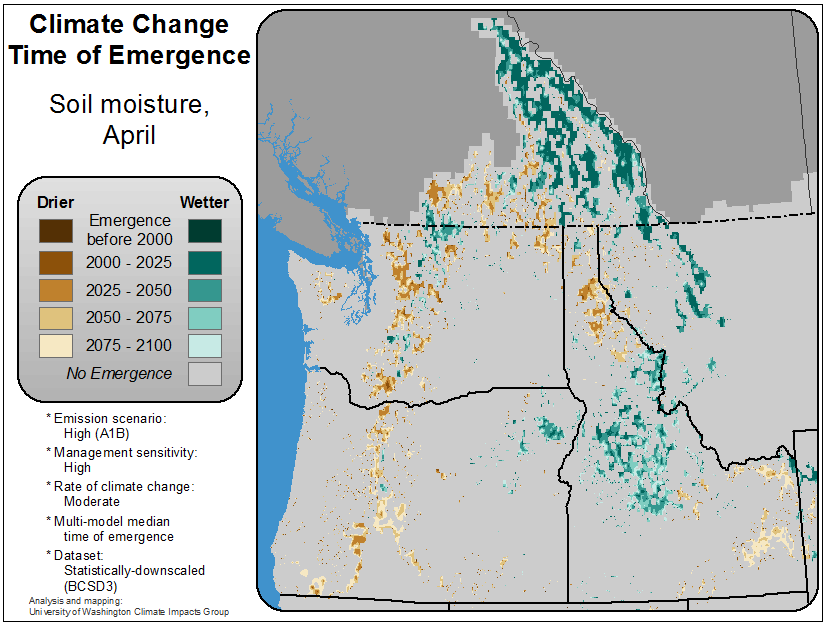 Climate Change
Time of Emergence
Soil moisture,
April
Drier
Wetter
Emergence
before 2000
2000 - 2025
2025 - 2050
2050 - 2075
2075 - 2100
No Emergence
* Emission scenario:
High (A1B)
* Management sensitivity:
High
* Rate of climate change:
Moderate
* Multi-model median
time of emergence
* Dataset:
Statistically-downscaled
(BCSD3)
Analysis and mapping:
University of Washington Climate Impacts Group